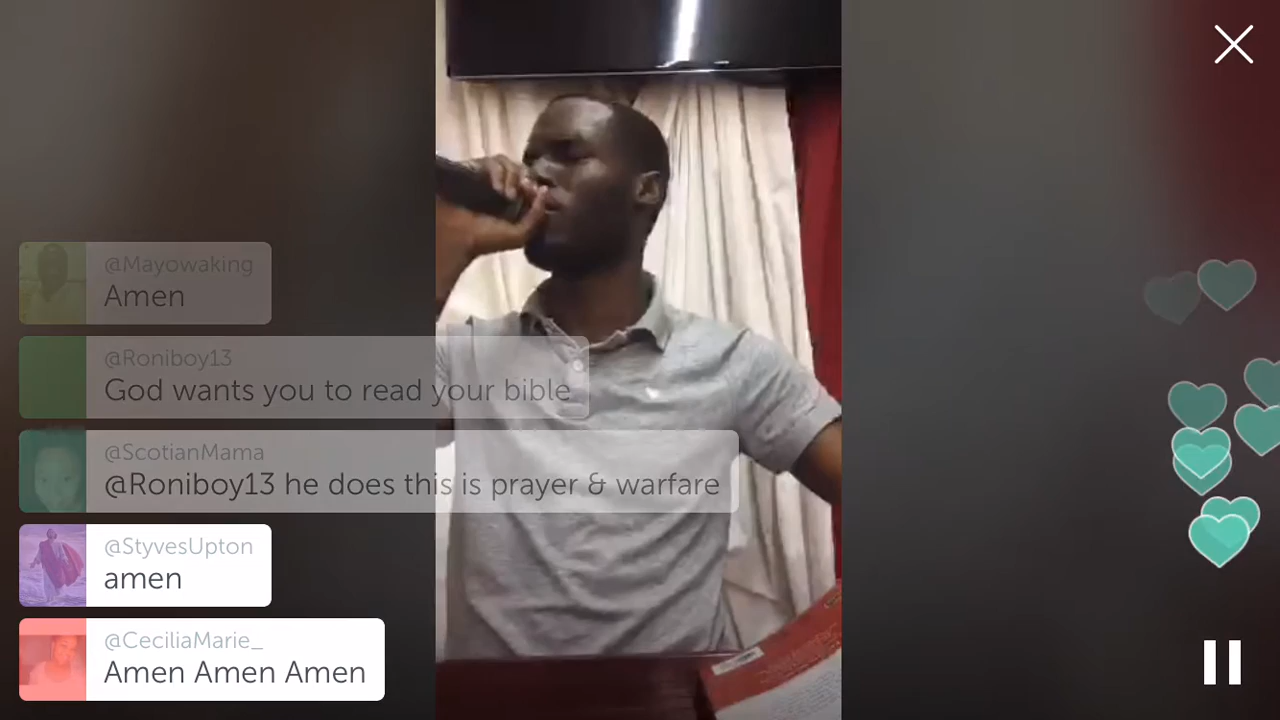 @Mayowaking
Amen
@Roniboy13
God wants you to read your bible
@ScotianMama
@Roniboy13 he does this is prayer & warfare
@StyvesUpton
amen
@CeciliaMarie_
Amen Amen Amen